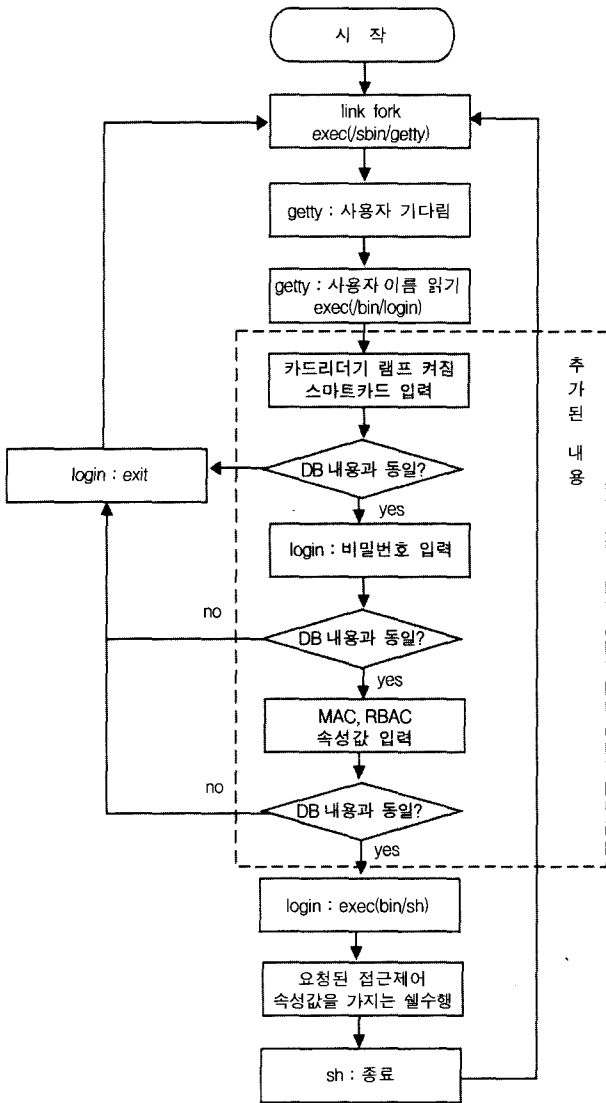 시 작
link fork
exec(/sbin/getty)
getty : 사용자 기다림
getty : 사용자 이름 읽기
exec(/bin/login)
추가된 내용
카드리더기 램프 켜짐
스마트카드 입력
DB 내용과 동일?
login : exit
yes
login : 비밀번호 입력
no
DB 내용과 동일?
yes
MAC, RBAC
속성값 입력
no
DB 내용과 동일?
yes
login : exec(bin/sh)
요청된 접근제어
속성값을 가지는 쉘수행
sh : 종료